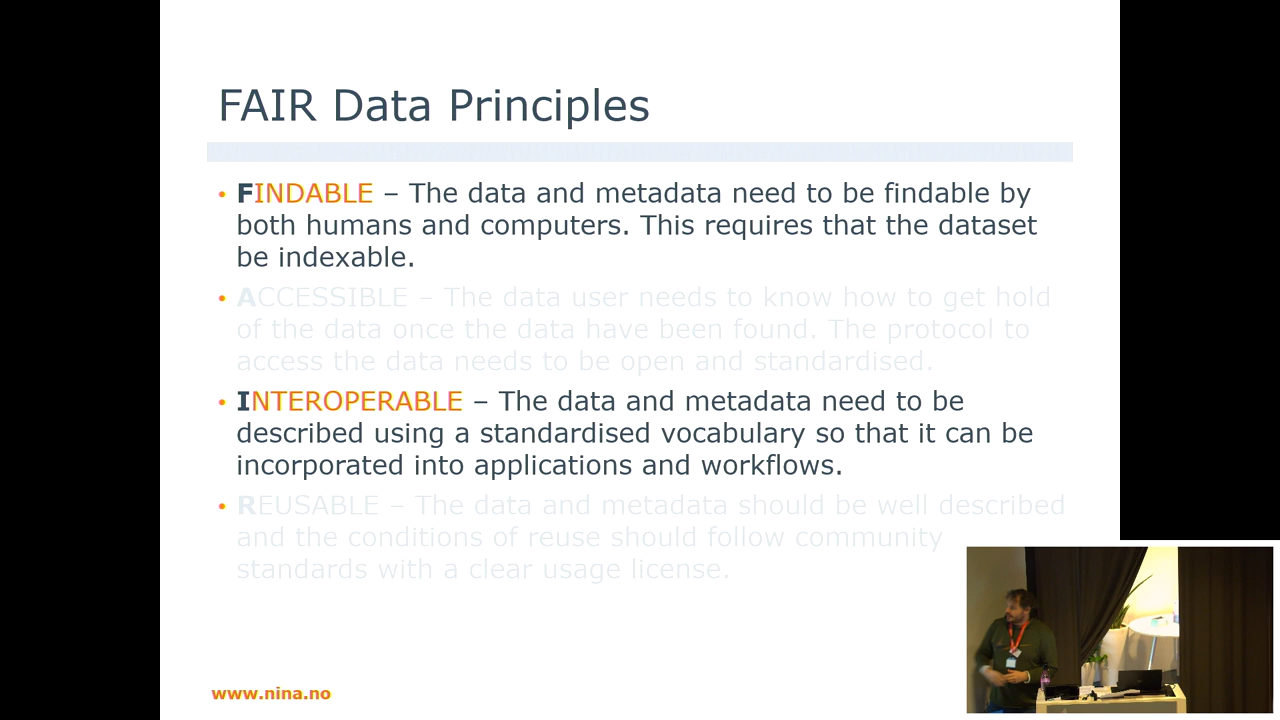 FAIR Data Principles
• FINDABLE – The data and metadata need to be findable by
both humans and computers. This requires that the dataset
be indexable.
• ACCESSIBLE – The data user needs to know how to get hold
of the data once the data have been found. The protocol to
access the data needs to be open and standardised.
• INTEROPERABLE – The data and metadata need to be
described using a standardised vocabulary so that it can be
incorporated into applications and workflows.
• REUSABLE – The data and metadata should be well described
and the conditions of reuse should follow community
standards with a clear usage license.
www.nina.no